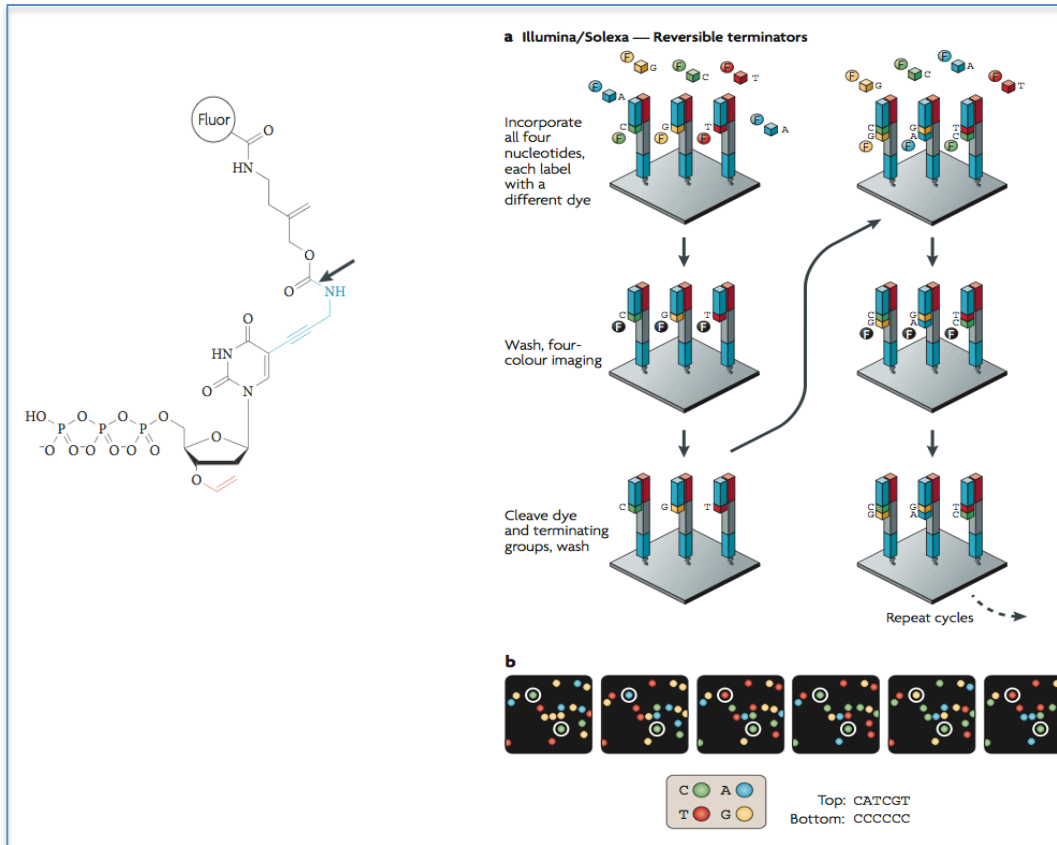 Fluor
O
HN
O
O
NH
O
HN
O
N
HO
O
O
O
O
P
P
P
⁻O
O
⁻O
O
⁻O
O
O
O
a Illumina/Solexa — Reversible terminators
F
G
F
C
F
T
F
A
Incorporate
all four
nucleotides,
each label
with a
different dye
C
F
G
F
T
F
F
A
F
G
F
C
F
A
F
T
C
G
F
G
A
F
T
C
F
Wash, four-
colour imaging
C
F
G
F
T
F
C
G
F
G
A
F
T
C
F
Cleave dye
and terminating
groups, wash
C
G
T
C
G
G
A
T
C
Repeat cycles
b
C
A
T
G
Top: CATCGT
Bottom: CCCCCC